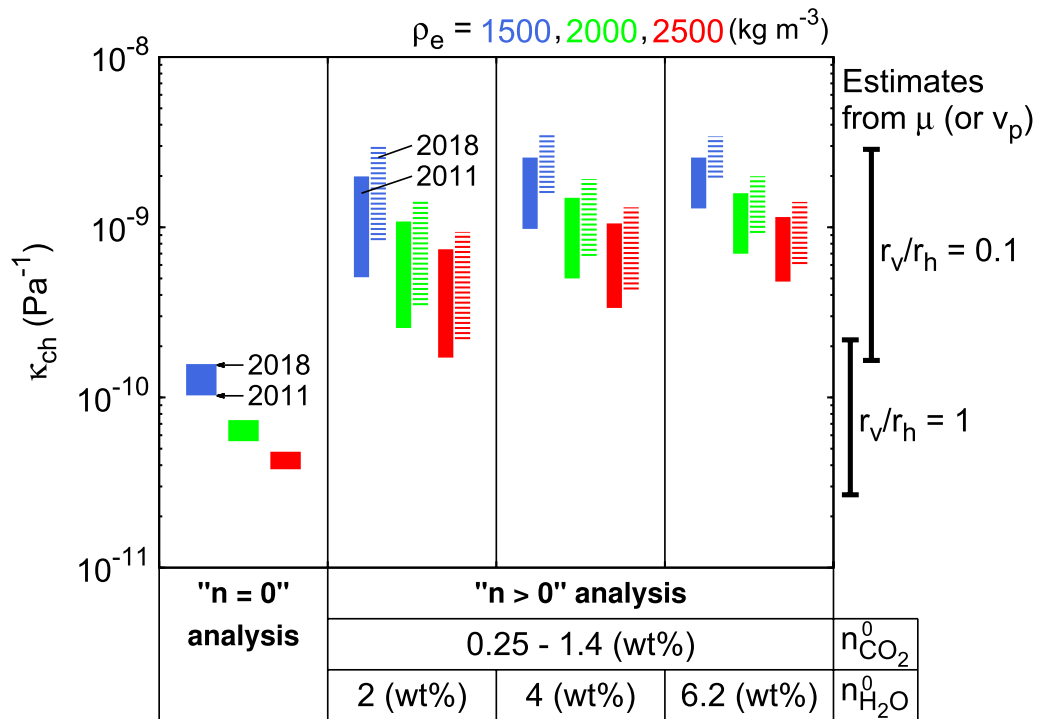 ρe = 1500, 2000, 2500 (kg m-3)
10-8
10-9
10-10
10-11
κch (Pa-1)
2018
2011
2018
2011
Estimates
from μ (or vp)
rv/rh = 0.1
rv/rh = 1
"n = 0"
analysis
"n > 0" analysis
0.25 - 1.4 (wt%)
n0CO2
2 (wt%)
4 (wt%)
6.2 (wt%)
n0H2O